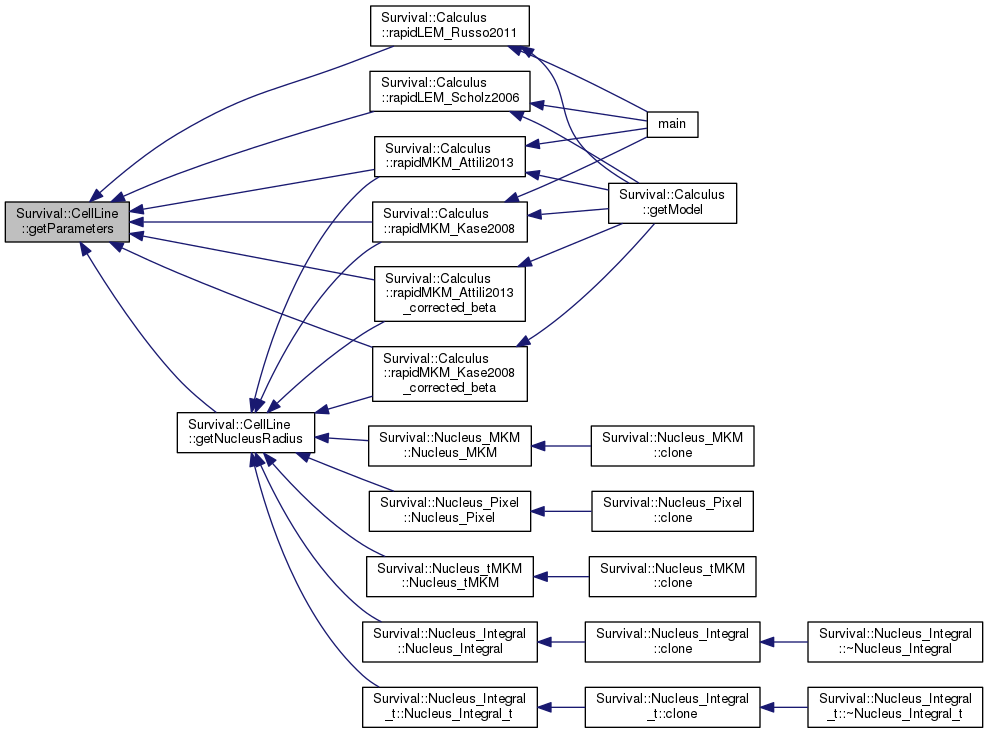 Survival::Calculus
::rapidLEM_Russo2011
Survival::Calculus
::rapidLEM_Scholz2006
main
Survival::Calculus
::rapidMKM_Attili2013
Survival::Calculus
::getModel
Survival::CellLine
::getParameters
Survival::Calculus
::rapidMKM_Kase2008
Survival::Calculus
::rapidMKM_Attili2013
_corrected_beta
Survival::Calculus
::rapidMKM_Kase2008
_corrected_beta
Survival::CellLine
::getNucleusRadius
Survival::Nucleus_MKM
::Nucleus_MKM
Survival::Nucleus_MKM
::clone
Survival::Nucleus_Pixel
::Nucleus_Pixel
Survival::Nucleus_Pixel
::clone
Survival::Nucleus_tMKM
::Nucleus_tMKM
Survival::Nucleus_tMKM
::clone
Survival::Nucleus_Integral
::Nucleus_Integral
Survival::Nucleus_Integral
::clone
Survival::Nucleus_Integral
::~Nucleus_Integral
Survival::Nucleus_Integral
_t::Nucleus_Integral_t
Survival::Nucleus_Integral
_t::clone
Survival::Nucleus_Integral
_t::~Nucleus_Integral_t